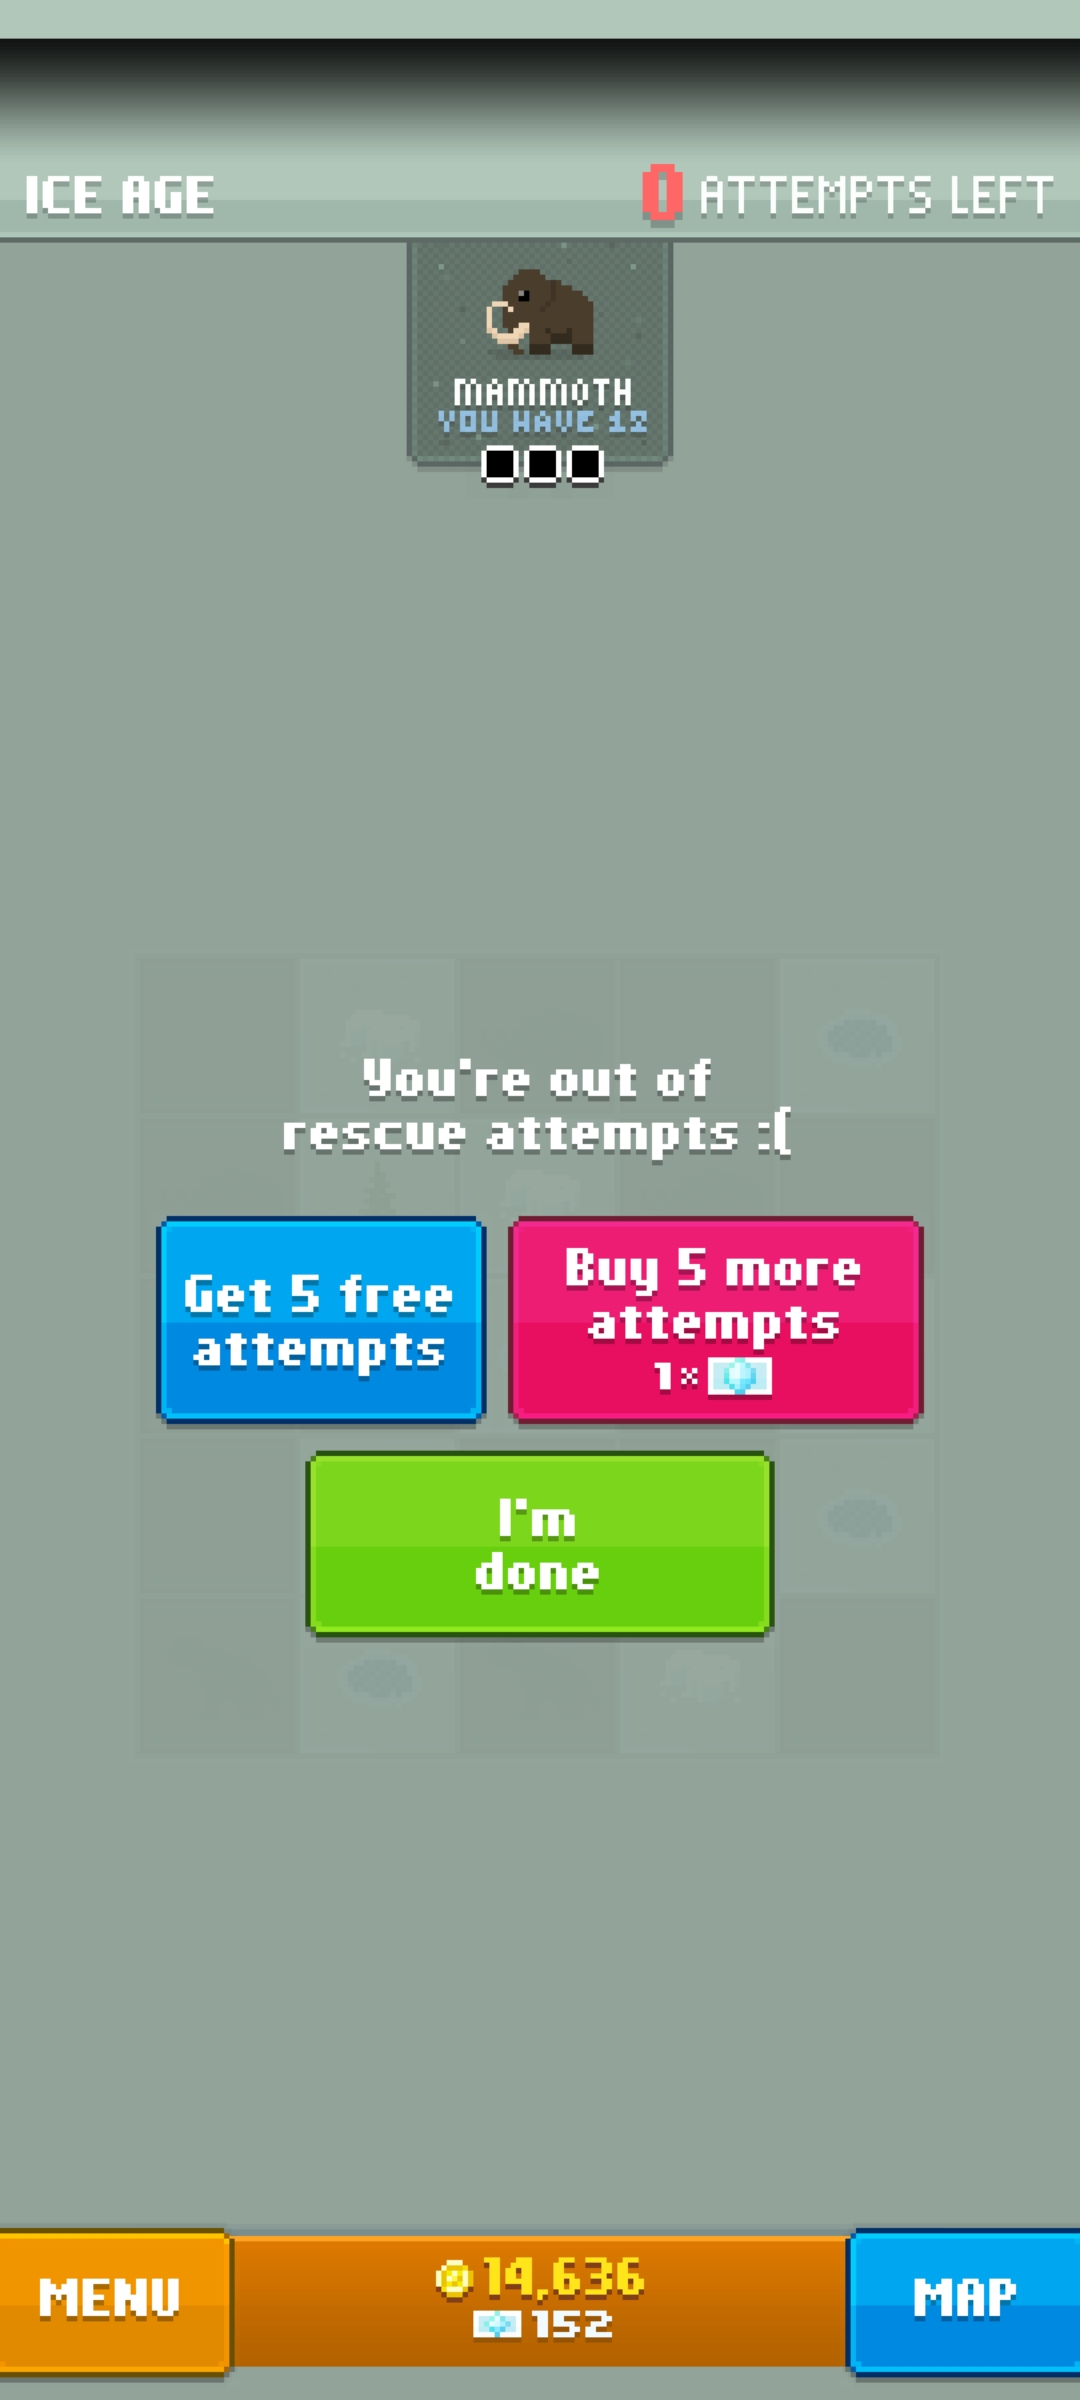 ICE AGE
0 ATTEMPTS LEFT
MAMMOTH
YOU HAVE 12
You're out of
rescue attempts :(
Get 5 free
attempts
Buy 5 more
attempts
1×
I'm
done
MENU
14,636
152
MAP